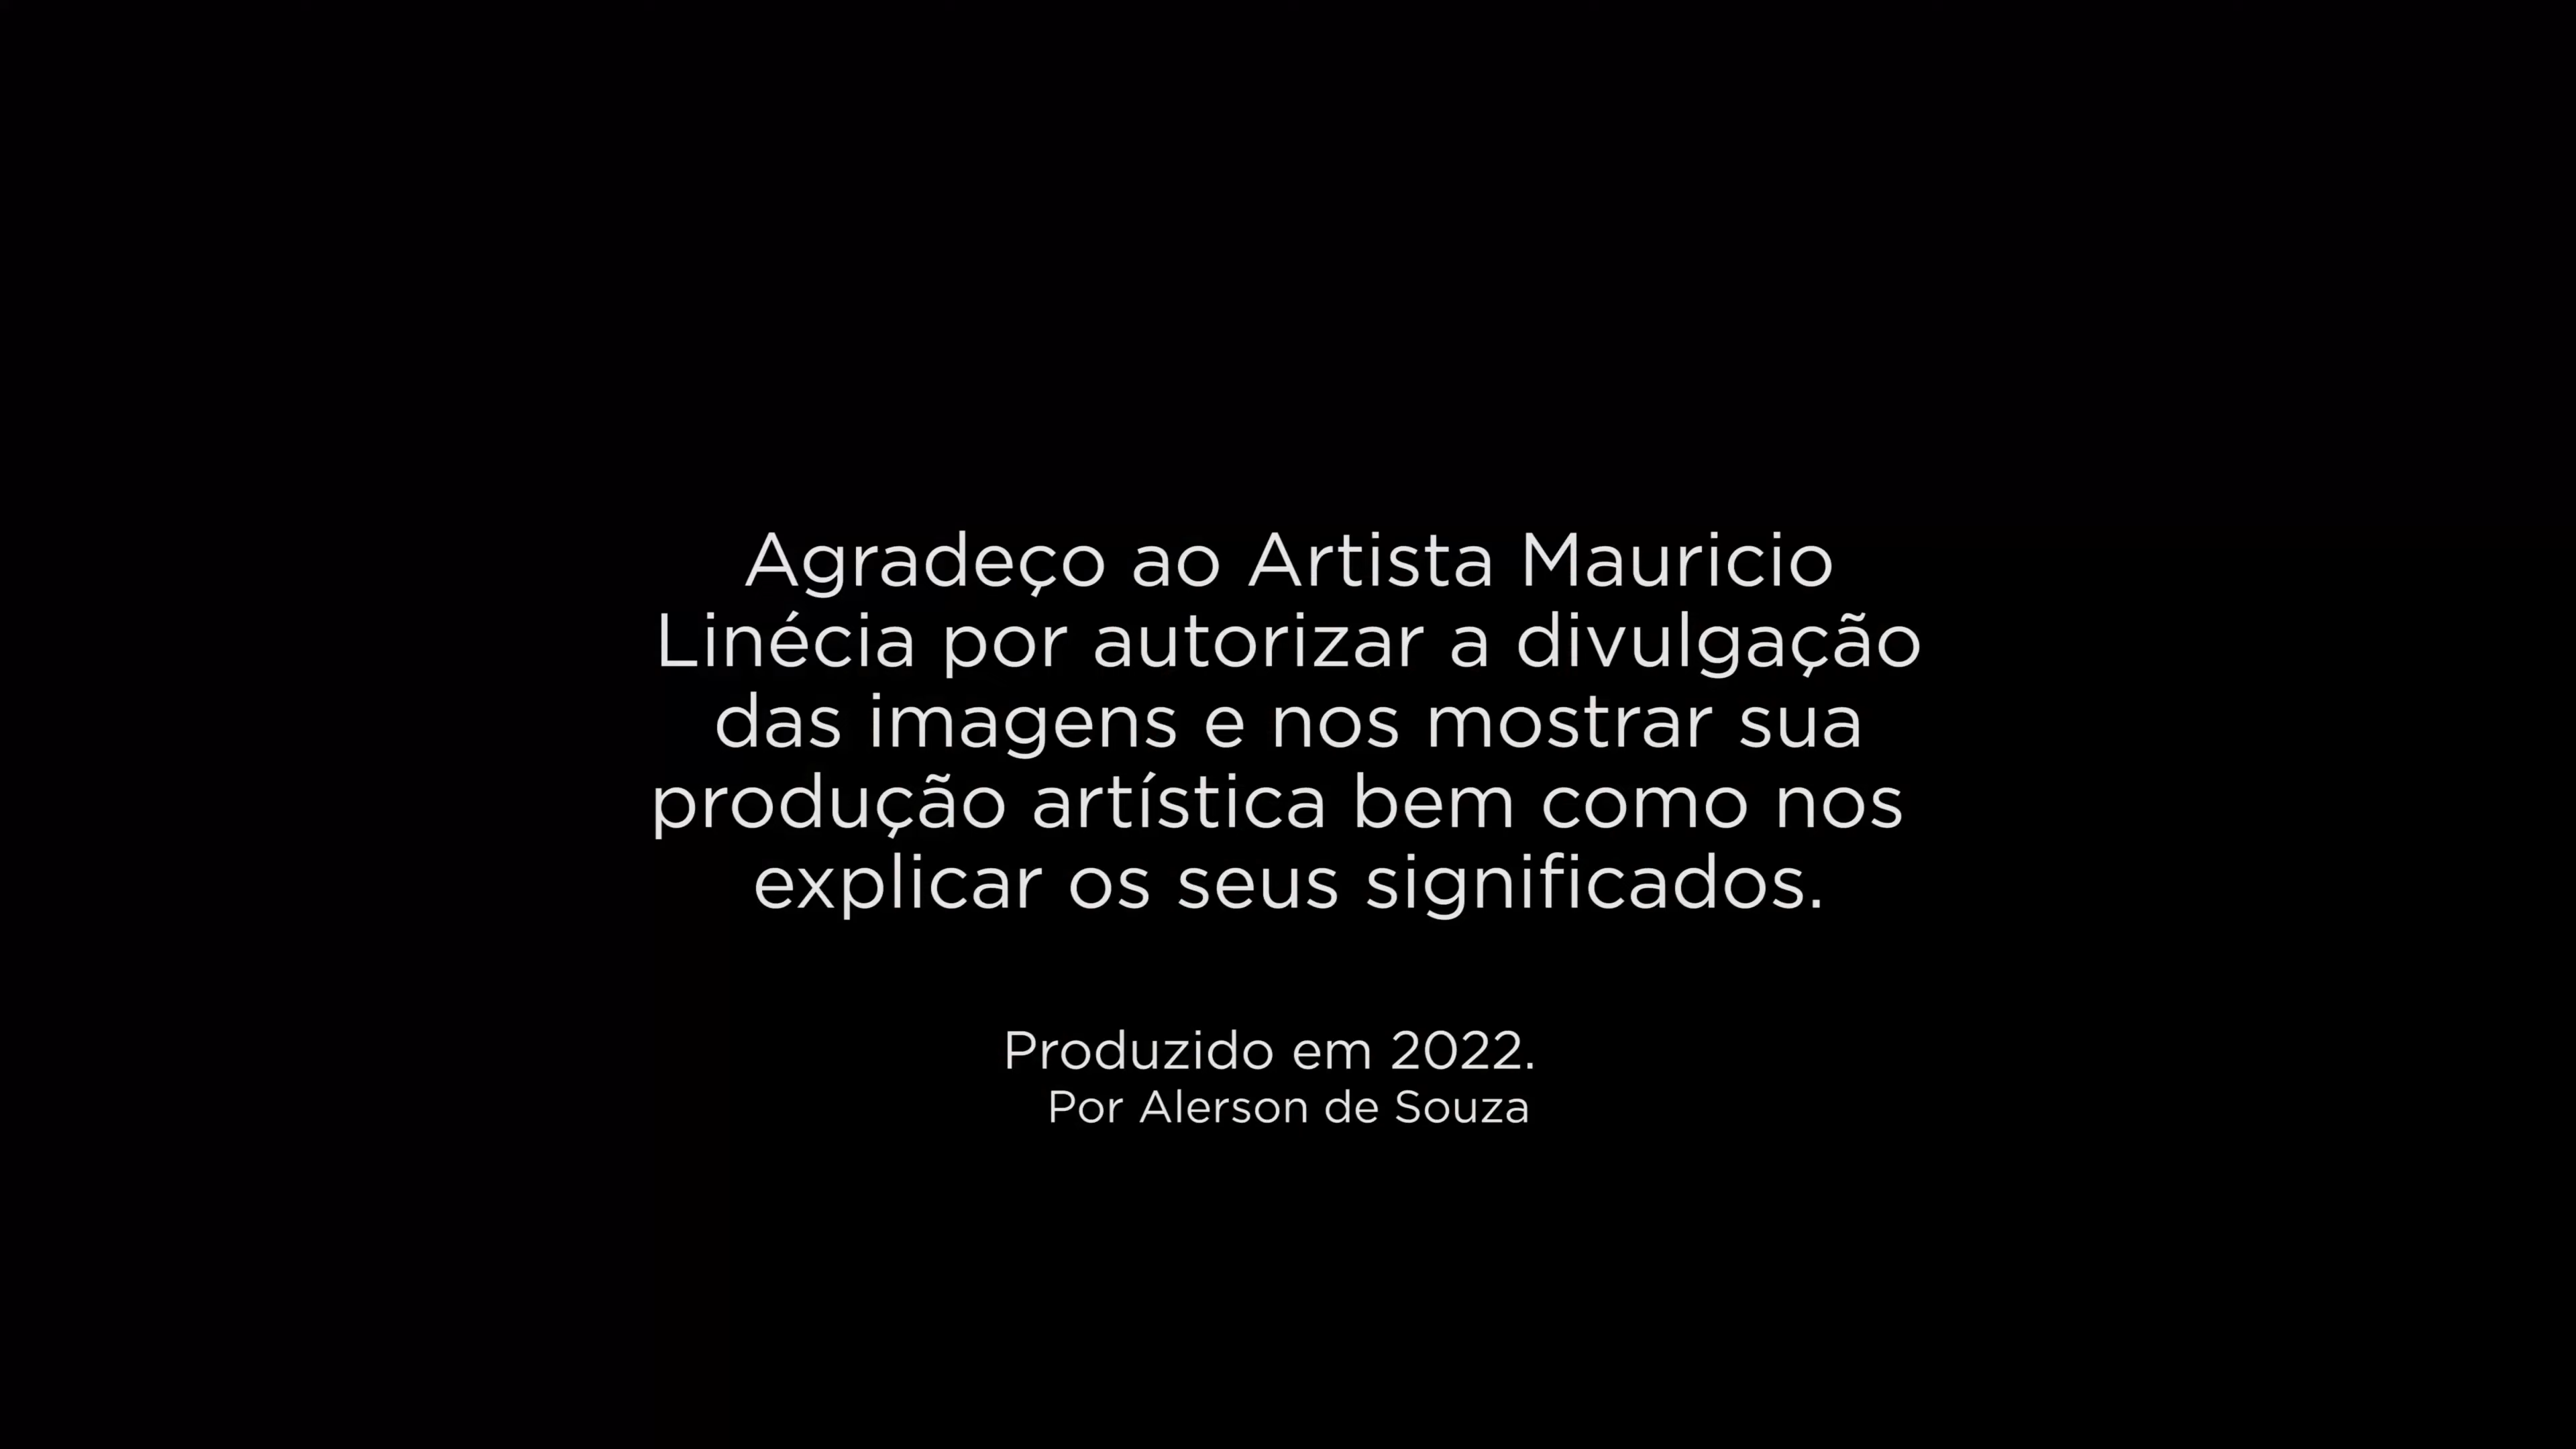 Agradeço ao Artista Mauricio
Linécia por autorizar a divulgação
das imagens e nos mostrar sua
produção artística bem como nos
explicar os seus significados.
Produzido em 2022.
Por Alerson de Souza